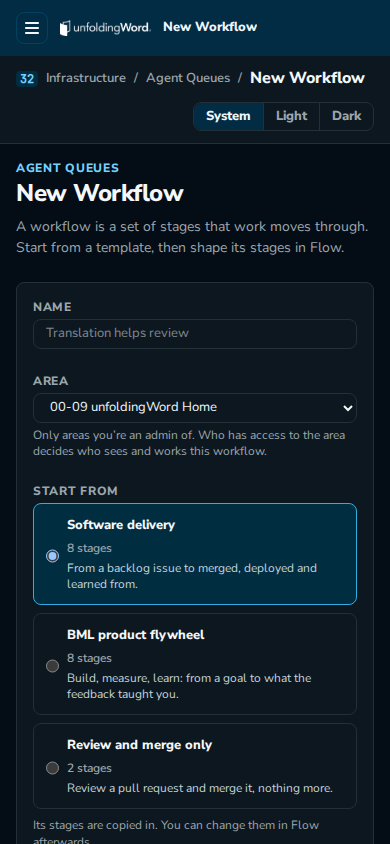 unfoldingWord. New Workflow
32 Infrastructure / Agent Queues / New Workflow
System Light Dark
AGENT QUEUES
New Workflow
A workflow is a set of stages that work moves through.
Start from a template, then shape its stages in Flow.
NAME
Translation helps review
AREA
00-09 unfoldingWord Home
Only areas you're an admin of. Who has access to the area
decides who sees and works this workflow.
START FROM
Software delivery
8 stages
From a backlog issue to merged, deployed and
learned from.
BML product flywheel
8 stages
Build, measure, learn: from a goal to what the
feedback taught you.
Review and merge only
2 stages
Review a pull request and merge it, nothing more.
Its stages are copied in. You can change them in Flow
afterwards.